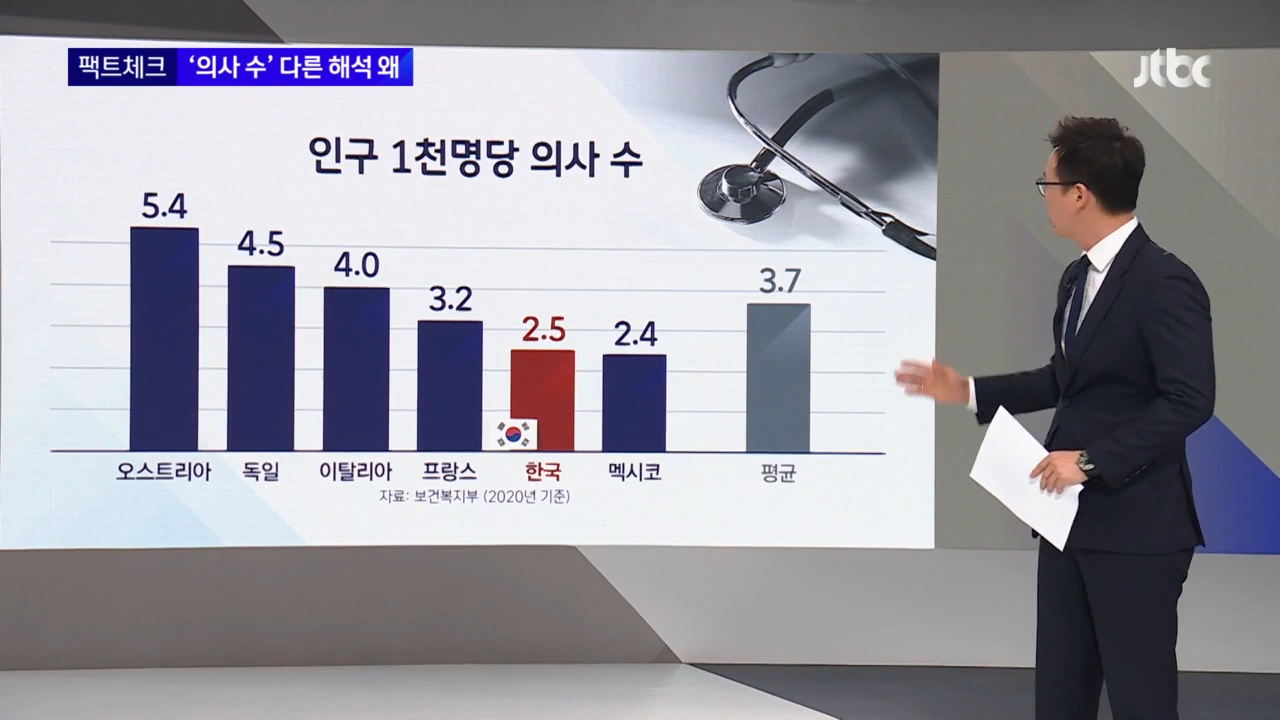 팩트체크 '의사 수' 다른 해석 왜
jtbc
인구 1천명당 의사 수
5.4
4.5
4.0
3.2
2.5
2.4
3.7
오스트리아 독일 이탈리아 프랑스 한국 멕시코 평균
자료: 보건복지부 (2020년 기준)